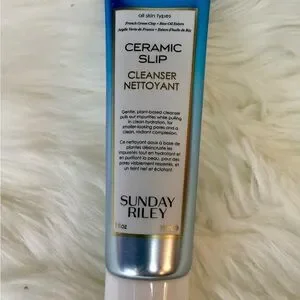 all skin types
French Green Clay + Rice Oil Esters
Argile Verte de France + Esters d'huile de Riz
CERAMIC
SLIP
CLEANSER
NETTOYANT
Gentle, plant-based cleanser
pulls out impurities while pulling
in clean hydration, for
smaller-looking pores and a
clean, radiant complexion.
Ce nettoyant doux à base de
plantes désincruste les
impuretés tout en hydratant et
en purifiant la peau, pour des
pores visiblement resserrés, et
un teint net et éclatant.
SUNDAY
RILEY
oz